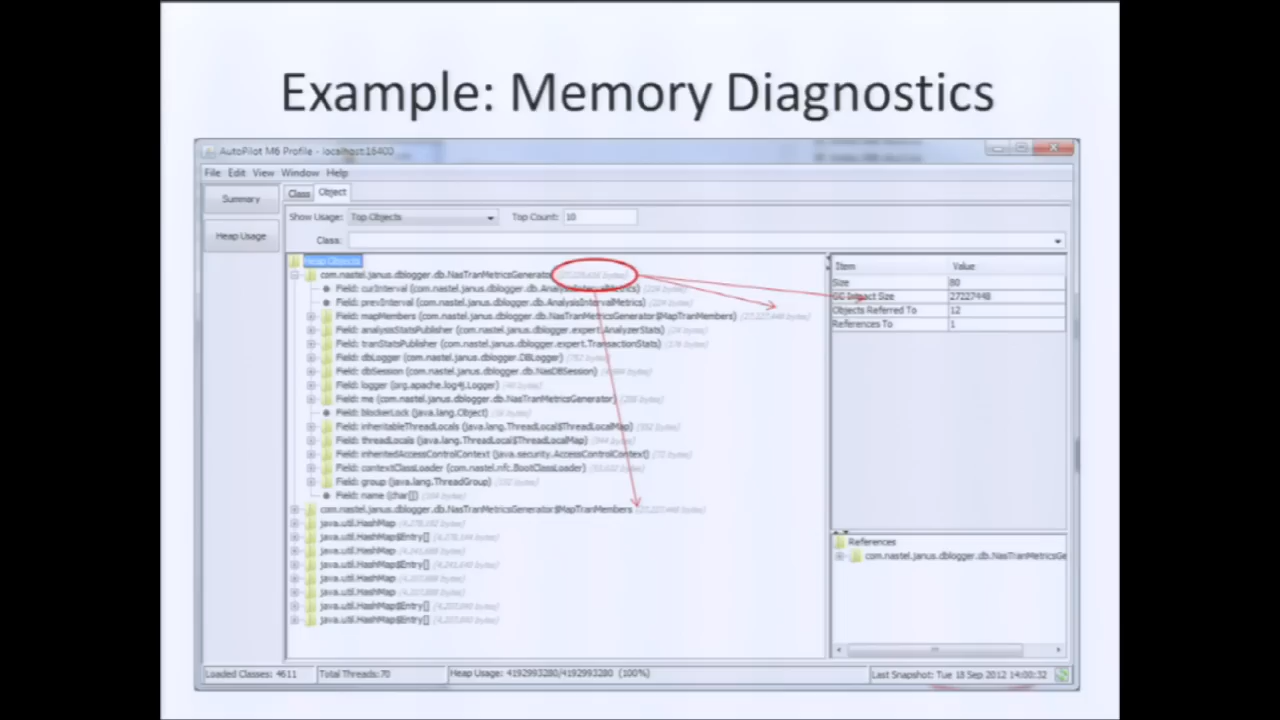 Example: Memory Diagnostics
AutoPilot M6 Profile - localhost:16400
File Edit View Window Help
Summary
Heap Usage
Class Object
Show Usage: Top Objects Top Count: 10
Class:
Heap Objects
com.nastel.janus.dblogger.db.NasTranMetricsGenerator
Field: curInterval (com.nastel.janus.dblogger.db.AnalysisIntervalMetrics)
Field: prevInterval (com.nastel.janus.dblogger.db.AnalysisIntervalMetrics)
Field: mapMembers (com.nastel.janus.dblogger.db.NasTranMetricsGenerator$MapTranMembers) (27,227,448 bytes)
Field: analysisStatsPublisher (com.nastel.janus.dblogger.expert.AnalyzerStats)
Field: tranStatsPublisher (com.nastel.janus.dblogger.expert.TransactionStats)
Field: dbLogger (com.nastel.janus.dblogger.DBLogger)
Field: dbSession (com.nastel.janus.dblogger.db.NasDBSession)
Field: logger (org.apache.log4j.Logger)
Field: me (com.nastel.janus.dblogger.db.NasTranMetricsGenerator)
Field: blockerLock (java.lang.Object)
Field: inheritableThreadLocals (java.lang.ThreadLocal$ThreadLocalMap)
Field: threadLocals (java.lang.ThreadLocal$ThreadLocalMap)
Field: inheritedAccessControlContext (java.security.AccessControlContext)
Field: contextClassLoader (com.nastel.nfc.BootClassLoader)
Field: group (java.lang.ThreadGroup)
Field: name (char[])
com.nastel.janus.dblogger.db.NasTranMetricsGenerator$MapTranMembers (27,227,448 bytes)
java.util.HashMap
java.util.HashMap$Entry[]
java.util.HashMap
java.util.HashMap$Entry[]
java.util.HashMap
java.util.HashMap
java.util.HashMap$Entry[]
java.util.HashMap$Entry[]
Item Value
Size 80
GC Impact Size 27227448
Objects Referred To 12
References To 1
References
com.nastel.janus.dblogger.db.NasTranMetricsGe
Loaded Classes: 4611 Total Threads:70 Heap Usage: 4192993280/4192993280 (100%) Last Snapshot: Tue 18 Sep 2012 14:00:32